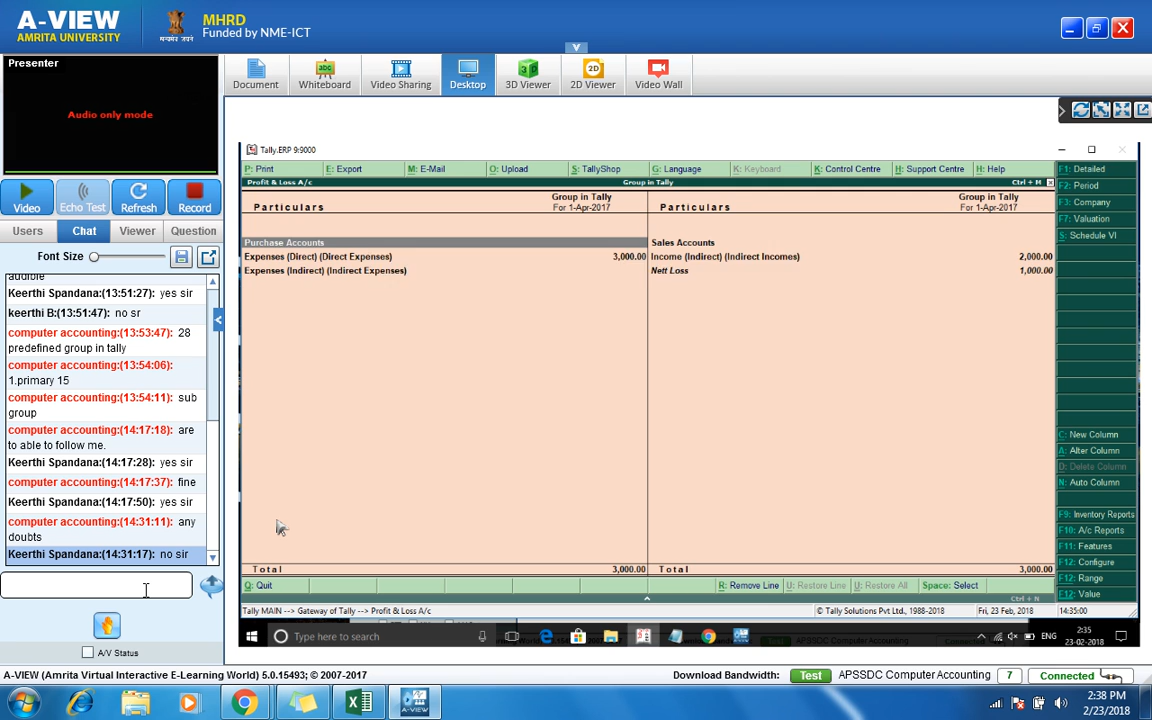 A-VIEW
AMRITA UNIVERSITY
MHRD
Funded by NME-ICT
Presenter
Audio only mode
Document
Whiteboard
Video Sharing
Desktop
3D Viewer
2D Viewer
Video Wall
Video
Echo Test
Refresh
Record
Users
Chat
Viewer
Question
Font Size
audible
Keerthi Spandana:(13:51:27): yes sir
keerthi B:(13:51:47): no sr
computer accounting:(13:53:47): 28
predefined group in tally
computer accounting:(13:54:06):
1.primary 15
computer accounting:(13:54:11): sub
group
computer accounting:(14:17:18): are
to able to follow me.
Keerthi Spandana:(14:17:28): yes sir
computer accounting:(14:17:37): fine
Keerthi Spandana:(14:17:50): yes sir
computer accounting:(14:31:11): any
doubts
Keerthi Spandana:(14:31:17): no sir
A/V Status
Tally.ERP 9:9000
P: Print
E: Export
M: E-Mail
O: Upload
S: TallyShop
G: Language
K: Keyboard
K: Control Centre
H: Support Centre
H: Help
Profit & Loss A/c
Group in Tally
Ctrl + M
Particulars
Group in Tally
For 1-Apr-2017
Particulars
Group in Tally
For 1-Apr-2017
Purchase Accounts
Expenses (Direct) (Direct Expenses) 3,000.00
Expenses (Indirect) (Indirect Expenses)
Sales Accounts
Income (Indirect) (Indirect Incomes) 2,000.00
Nett Loss 1,000.00
Total 3,000.00
Total 3,000.00
Q: Quit
R: Remove Line
U: Restore Line
U: Restore All
Space: Select
Ctrl + N
Tally MAIN --> Gateway of Tally --> Profit & Loss A/c
© Tally Solutions Pvt Ltd., 1988-2018
Fri, 23 Feb, 2018
14:35:00
F1: Detailed
F2: Period
F3: Company
F7: Valuation
S: Schedule VI
C: New Column
A: Alter Column
D: Delete Column
N: Auto Column
F9: Inventory Reports
F10: A/c Reports
F11: Features
F12: Configure
F12: Range
F12: Value
Type here to search
ENG
2:35
23-02-2018
A-VIEW (Amrita Virtual Interactive E-Learning World) 5.0.15493; © 2007-2017
Download Bandwidth:
Test
APSSDC Computer Accounting
7
Connected
2:38 PM
2/23/2018